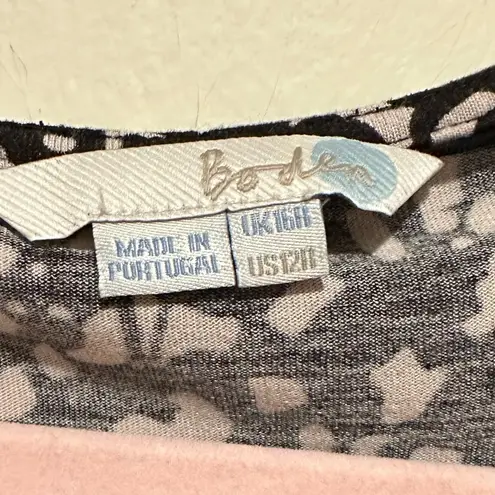 Boden
MADE IN
PORTUGAL
UK16R
US12R